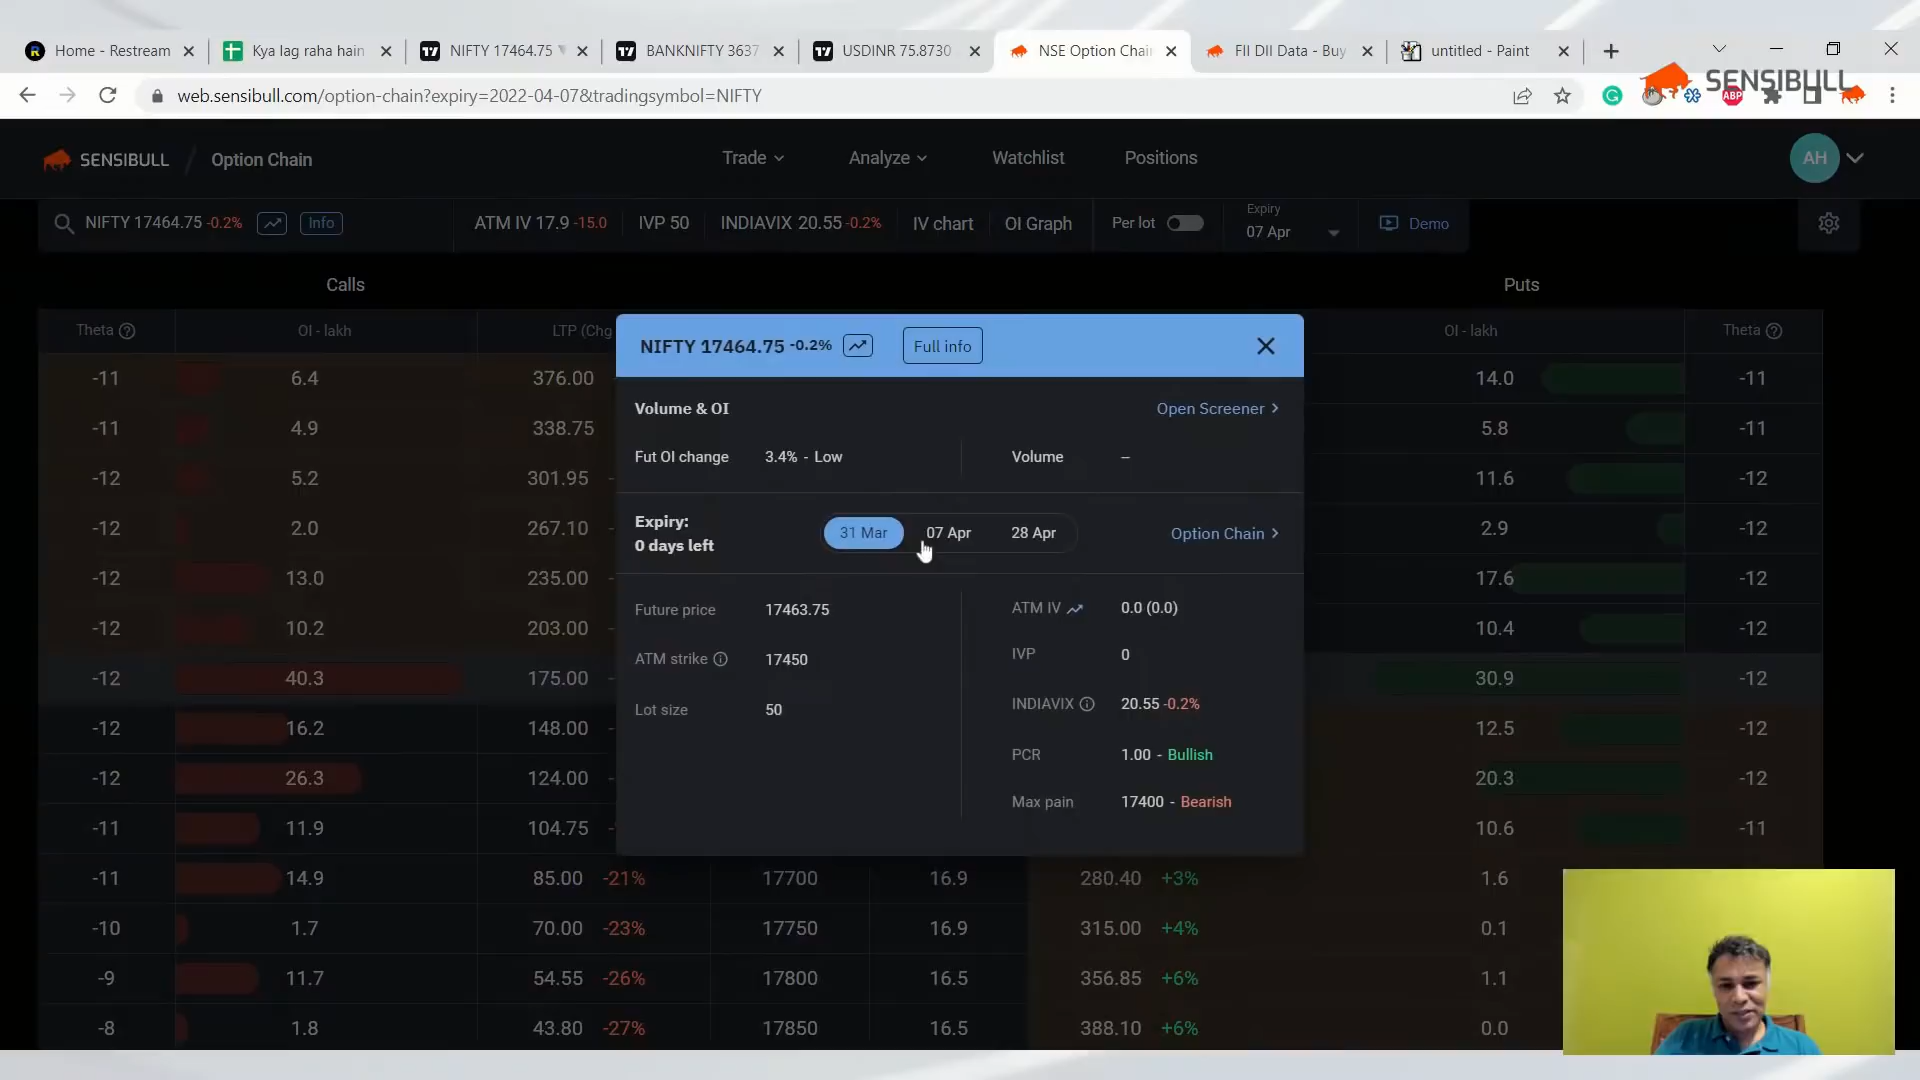 Home - Restream
Kya lag raha hain
NIFTY 17464.75
BANKNIFTY 3637
USDINR 75.8730
NSE Option Chain
FII DII Data - Buy
untitled - Paint
web.sensibull.com/option-chain?expiry=2022-04-07&tradingsymbol=NIFTY
SENSIBULL
ABP
SENSIBULL / Option Chain
Trade
Analyze
Watchlist
Positions
AH
NIFTY 17464.75 -0.2% Info
ATM IV 17.9 -15.0
IVP 50
INDIAVIX 20.55 -0.2%
IV chart
OI Graph
Per lot
Expiry
07 Apr
Demo
Calls
Puts
Theta OI - lakh LTP (Chg OI - lakh Theta
-11 6.4 376.00 14.0 -11
-11 4.9 338.75 5.8 -11
-12 5.2 301.95 - 11.6 -12
-12 2.0 267.10 - 2.9 -12
-12 13.0 235.00 - 17.6 -12
-12 10.2 203.00 - 10.4 -12
-12 40.3 175.00 30.9 -12
-12 16.2 148.00 - 12.5 -12
-12 26.3 124.00 - 20.3 -12
-11 11.9 104.75 - 10.6 -11
-11 14.9 85.00 -21% 17700 16.9 280.40 +3% 1.6
-10 1.7 70.00 -23% 17750 16.9 315.00 +4% 0.1
-9 11.7 54.55 -26% 17800 16.5 356.85 +6% 1.1
-8 1.8 43.80 -27% 17850 16.5 388.10 +6% 0.0
NIFTY 17464.75 -0.2% Full info
Volume & OI
Open Screener >
Fut OI change 3.4% - Low
Volume --
Expiry:
0 days left
31 Mar 07 Apr 28 Apr
Option Chain >
Future price 17463.75
ATM strike 17450
Lot size 50
ATM IV 0.0 (0.0)
IVP 0
INDIAVIX 20.55 -0.2%
PCR 1.00 - Bullish
Max pain 17400 - Bearish